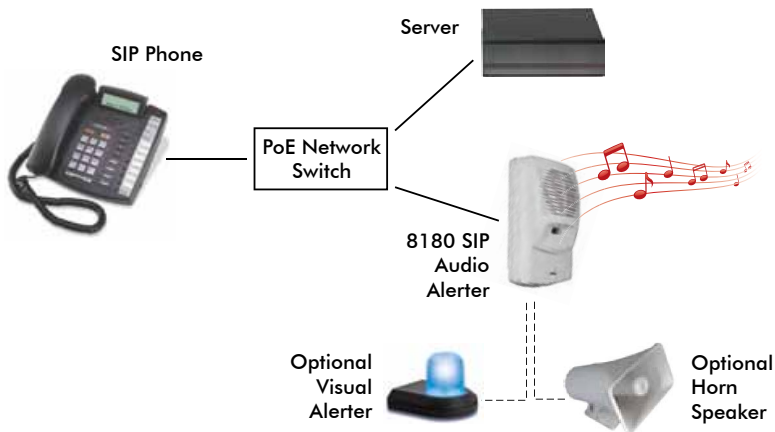 Server
SIP Phone
PoE Network
Switch
8180 SIP
Audio
Alerter
Optional
Visual
Alerter
Optional
Horn
Speaker